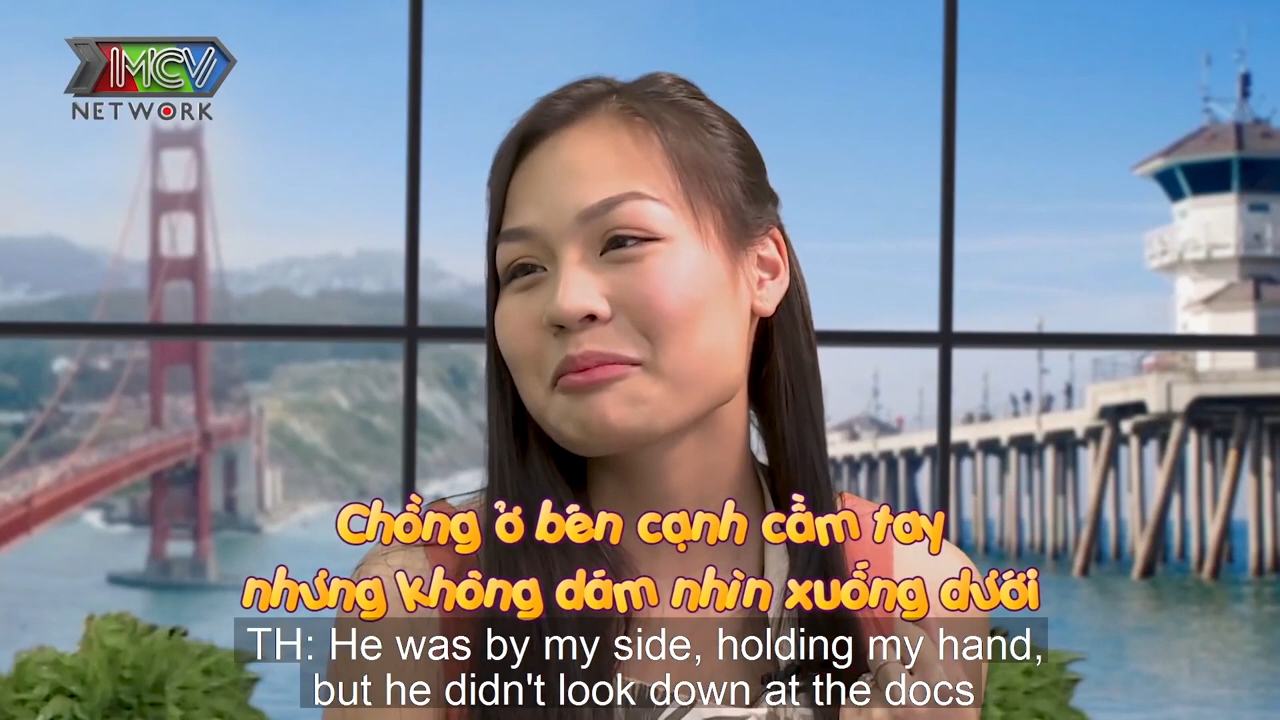 MCV
NETWORK
Chồng ở bên cạnh cầm tay
nhưng không dám nhìn xuống dưới
TH: He was by my side, holding my hand,
but he didn't look down at the docs